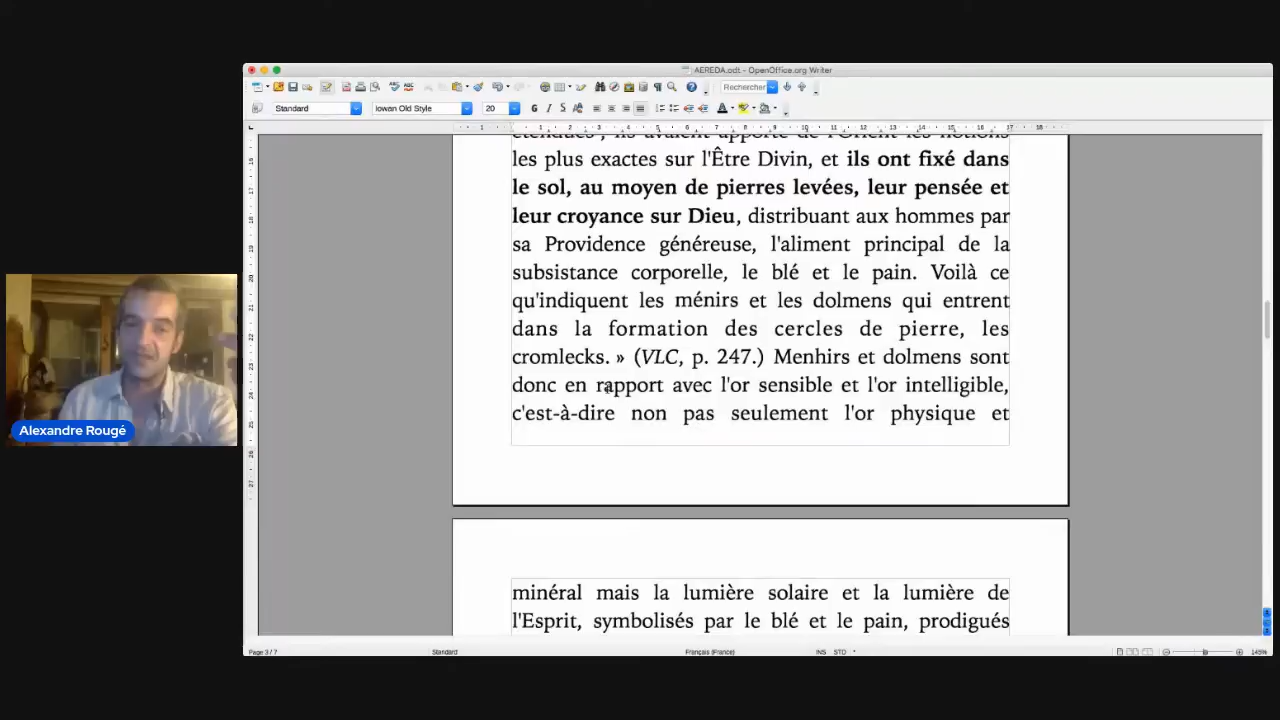 AEREDA.odt - OpenOffice.org Writer
Rechercher
Standard
Iowan Old Style
20
G I S
les plus exactes sur l'Être Divin, et ils ont fixé dans
le sol, au moyen de pierres levées, leur pensée et
leur croyance sur Dieu, distribuant aux hommes par
sa Providence généreuse, l'aliment principal de la
subsistance corporelle, le blé et le pain. Voilà ce
qu'indiquent les ménirs et les dolmens qui entrent
dans la formation des cercles de pierre, les
cromlecks. » (VLC, p. 247.) Menhirs et dolmens sont
donc en rapport avec l'or sensible et l'or intelligible,
c'est-à-dire non pas seulement l'or physique et
minéral mais la lumière solaire et la lumière de
l'Esprit, symbolisés par le blé et le pain, prodigués
Alexandre Rougé
Page 3 / 7
Standard
Français (France)
INS
STD
*
145%